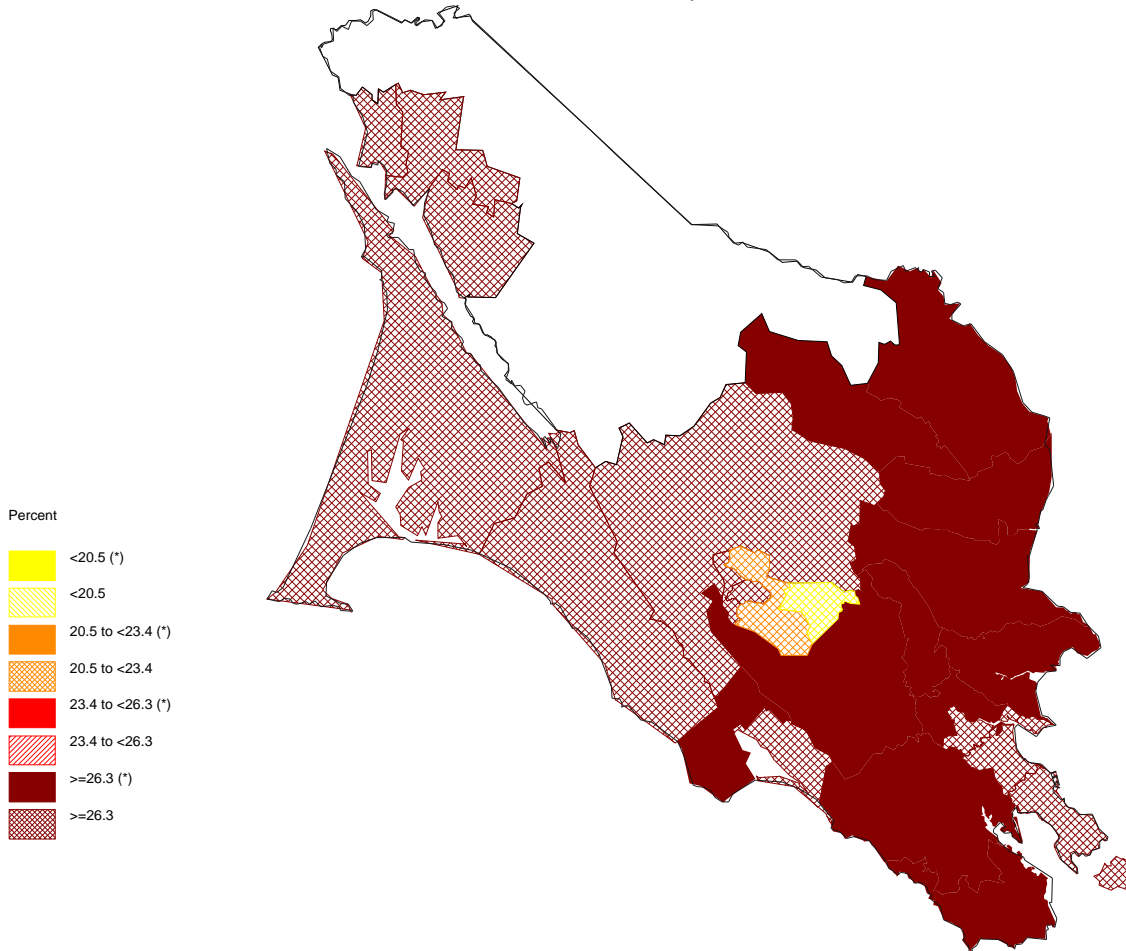 Percent
<20.5 (*)
<20.5
20.5 to <23.4 (*)
20.5 to <23.4
23.4 to <26.3 (*)
23.4 to <26.3
>=26.3 (*)
>=26.3